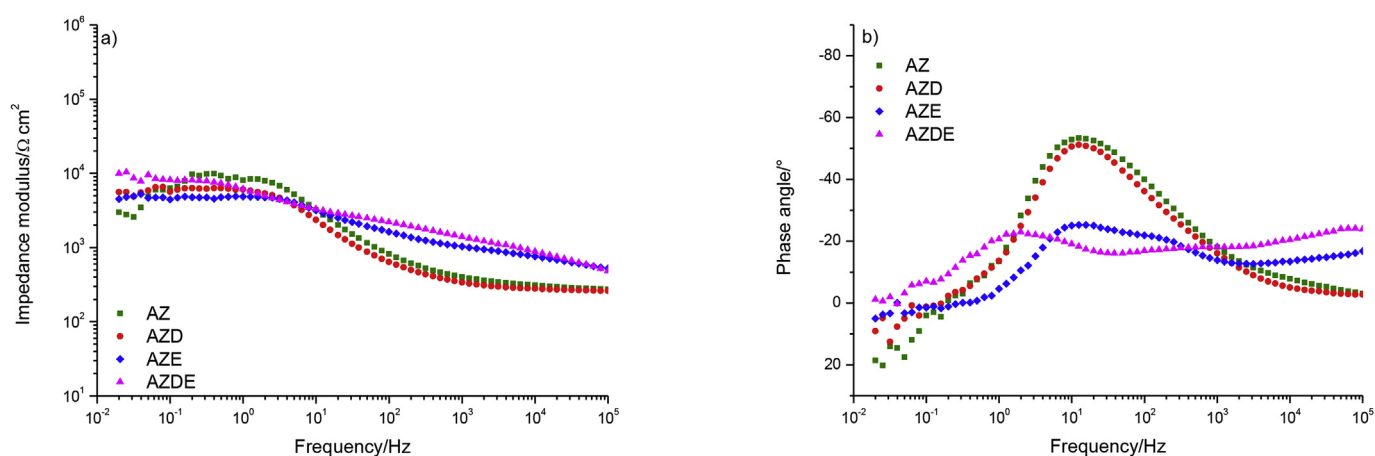 a)
10^6
10^5
10^4
10^3
10^2
10^1
Impedance modulus/Ω cm^2
AZ
AZD
AZE
AZDE
10^-2 10^-1 10^0 10^1 10^2 10^3 10^4 10^5
Frequency/Hz
b)
-80
-60
-40
-20
0
20
Phase angle/°
AZ
AZD
AZE
AZDE
10^-2 10^-1 10^0 10^1 10^2 10^3 10^4 10^5
Frequency/Hz